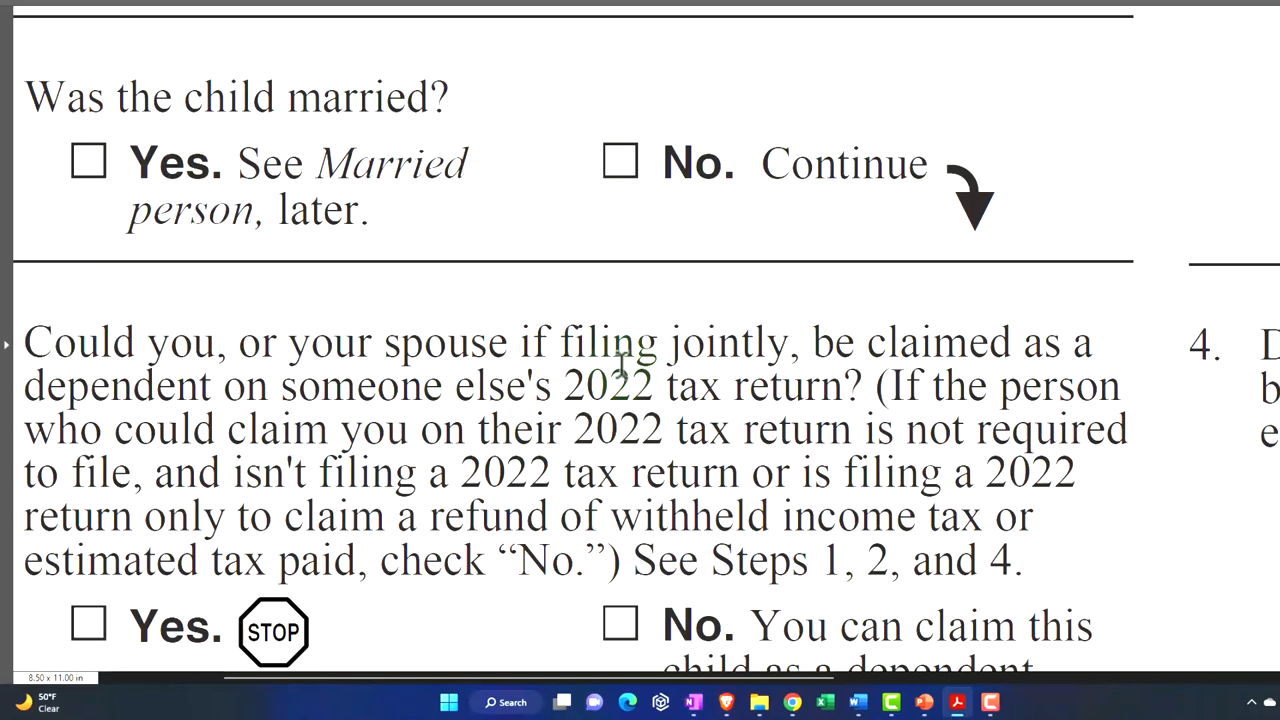 Was the child married?
Yes. See Married
person, later.
No. Continue
Could you, or your spouse if filing jointly, be claimed as a
dependent on someone else's 2022 tax return? (If the person
who could claim you on their 2022 tax return is not required
to file, and isn't filing a 2022 tax return or is filing a 2022
return only to claim a refund of withheld income tax or
estimated tax paid, check “No.”) See Steps 1, 2, and 4.
Yes. STOP
No. You can claim this
child as a dependent
4.
8.50 x 11.00 in
50°F
Clear
Search